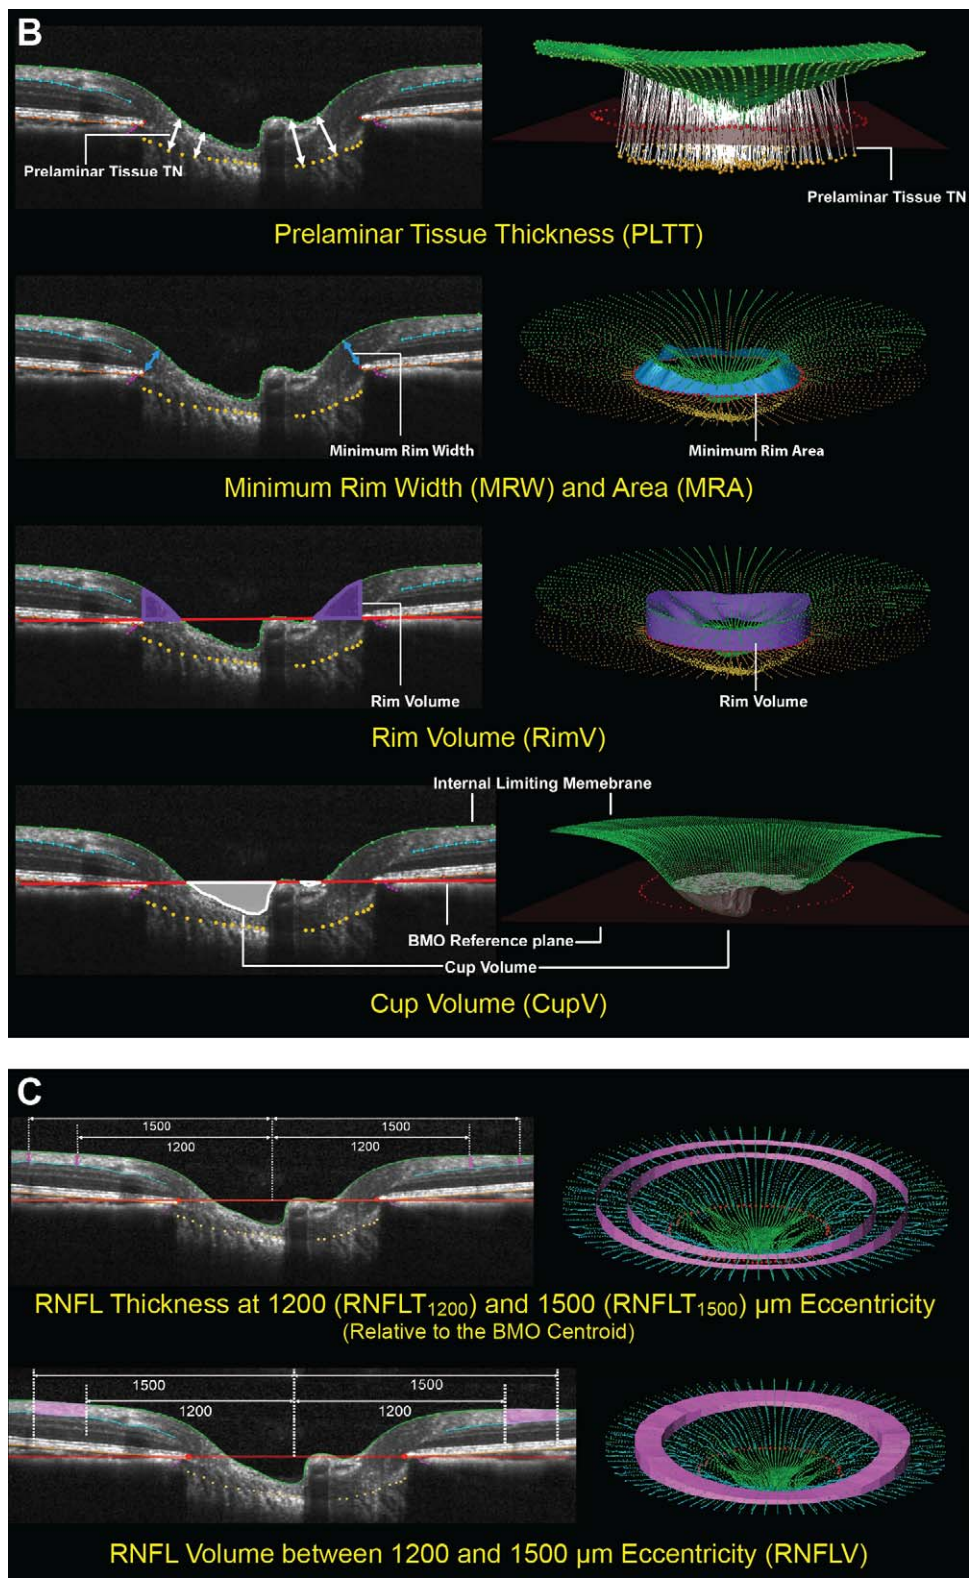 B
Prelaminar Tissue TN
Prelaminar Tissue TN
Prelaminar Tissue Thickness (PLTT)
Minimum Rim Width
Minimum Rim Area
Minimum Rim Width (MRW) and Area (MRA)
Rim Volume
Rim Volume
Rim Volume (RimV)
Internal Limiting Memebrane
BMO Reference plane
Cup Volume
Cup Volume (CupV)
C
1500 1500
1200 1200
RNFL Thickness at 1200 (RNFLT1200) and 1500 (RNFLT1500) µm Eccentricity
(Relative to the BMO Centroid)
1500 1500
1200 1200
RNFL Volume between 1200 and 1500 µm Eccentricity (RNFLV)